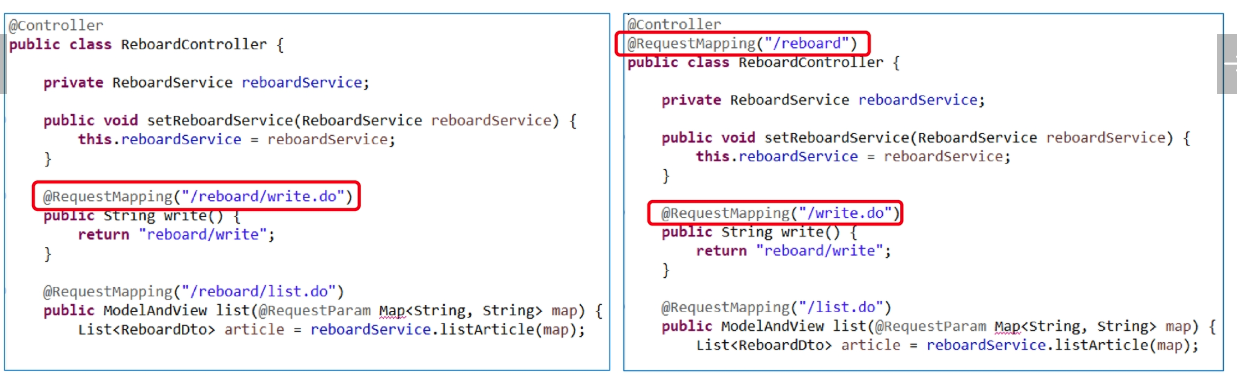 @Controller
public class ReboardController {
private ReboardService reboardService;
public void setReboardService(ReboardService reboardService) {
this.reboardService = reboardService;
}
@RequestMapping("/reboard/write.do")
public String write() {
return "reboard/write";
}
@RequestMapping("/reboard/list.do")
public ModelAndView list(@RequestParam Map<String, String> map) {
List<ReboardDto> article = reboardService.listArticle(map);
@Controller
@RequestMapping("/reboard")
public class ReboardController {
private ReboardService reboardService;
public void setReboardService(ReboardService reboardService) {
this.reboardService = reboardService;
}
@RequestMapping("/write.do")
public String write() {
return "reboard/write";
}
@RequestMapping("/list.do")
public ModelAndView list(@RequestParam Map<String, String> map) {
List<ReboardDto> article = reboardService.listArticle(map);